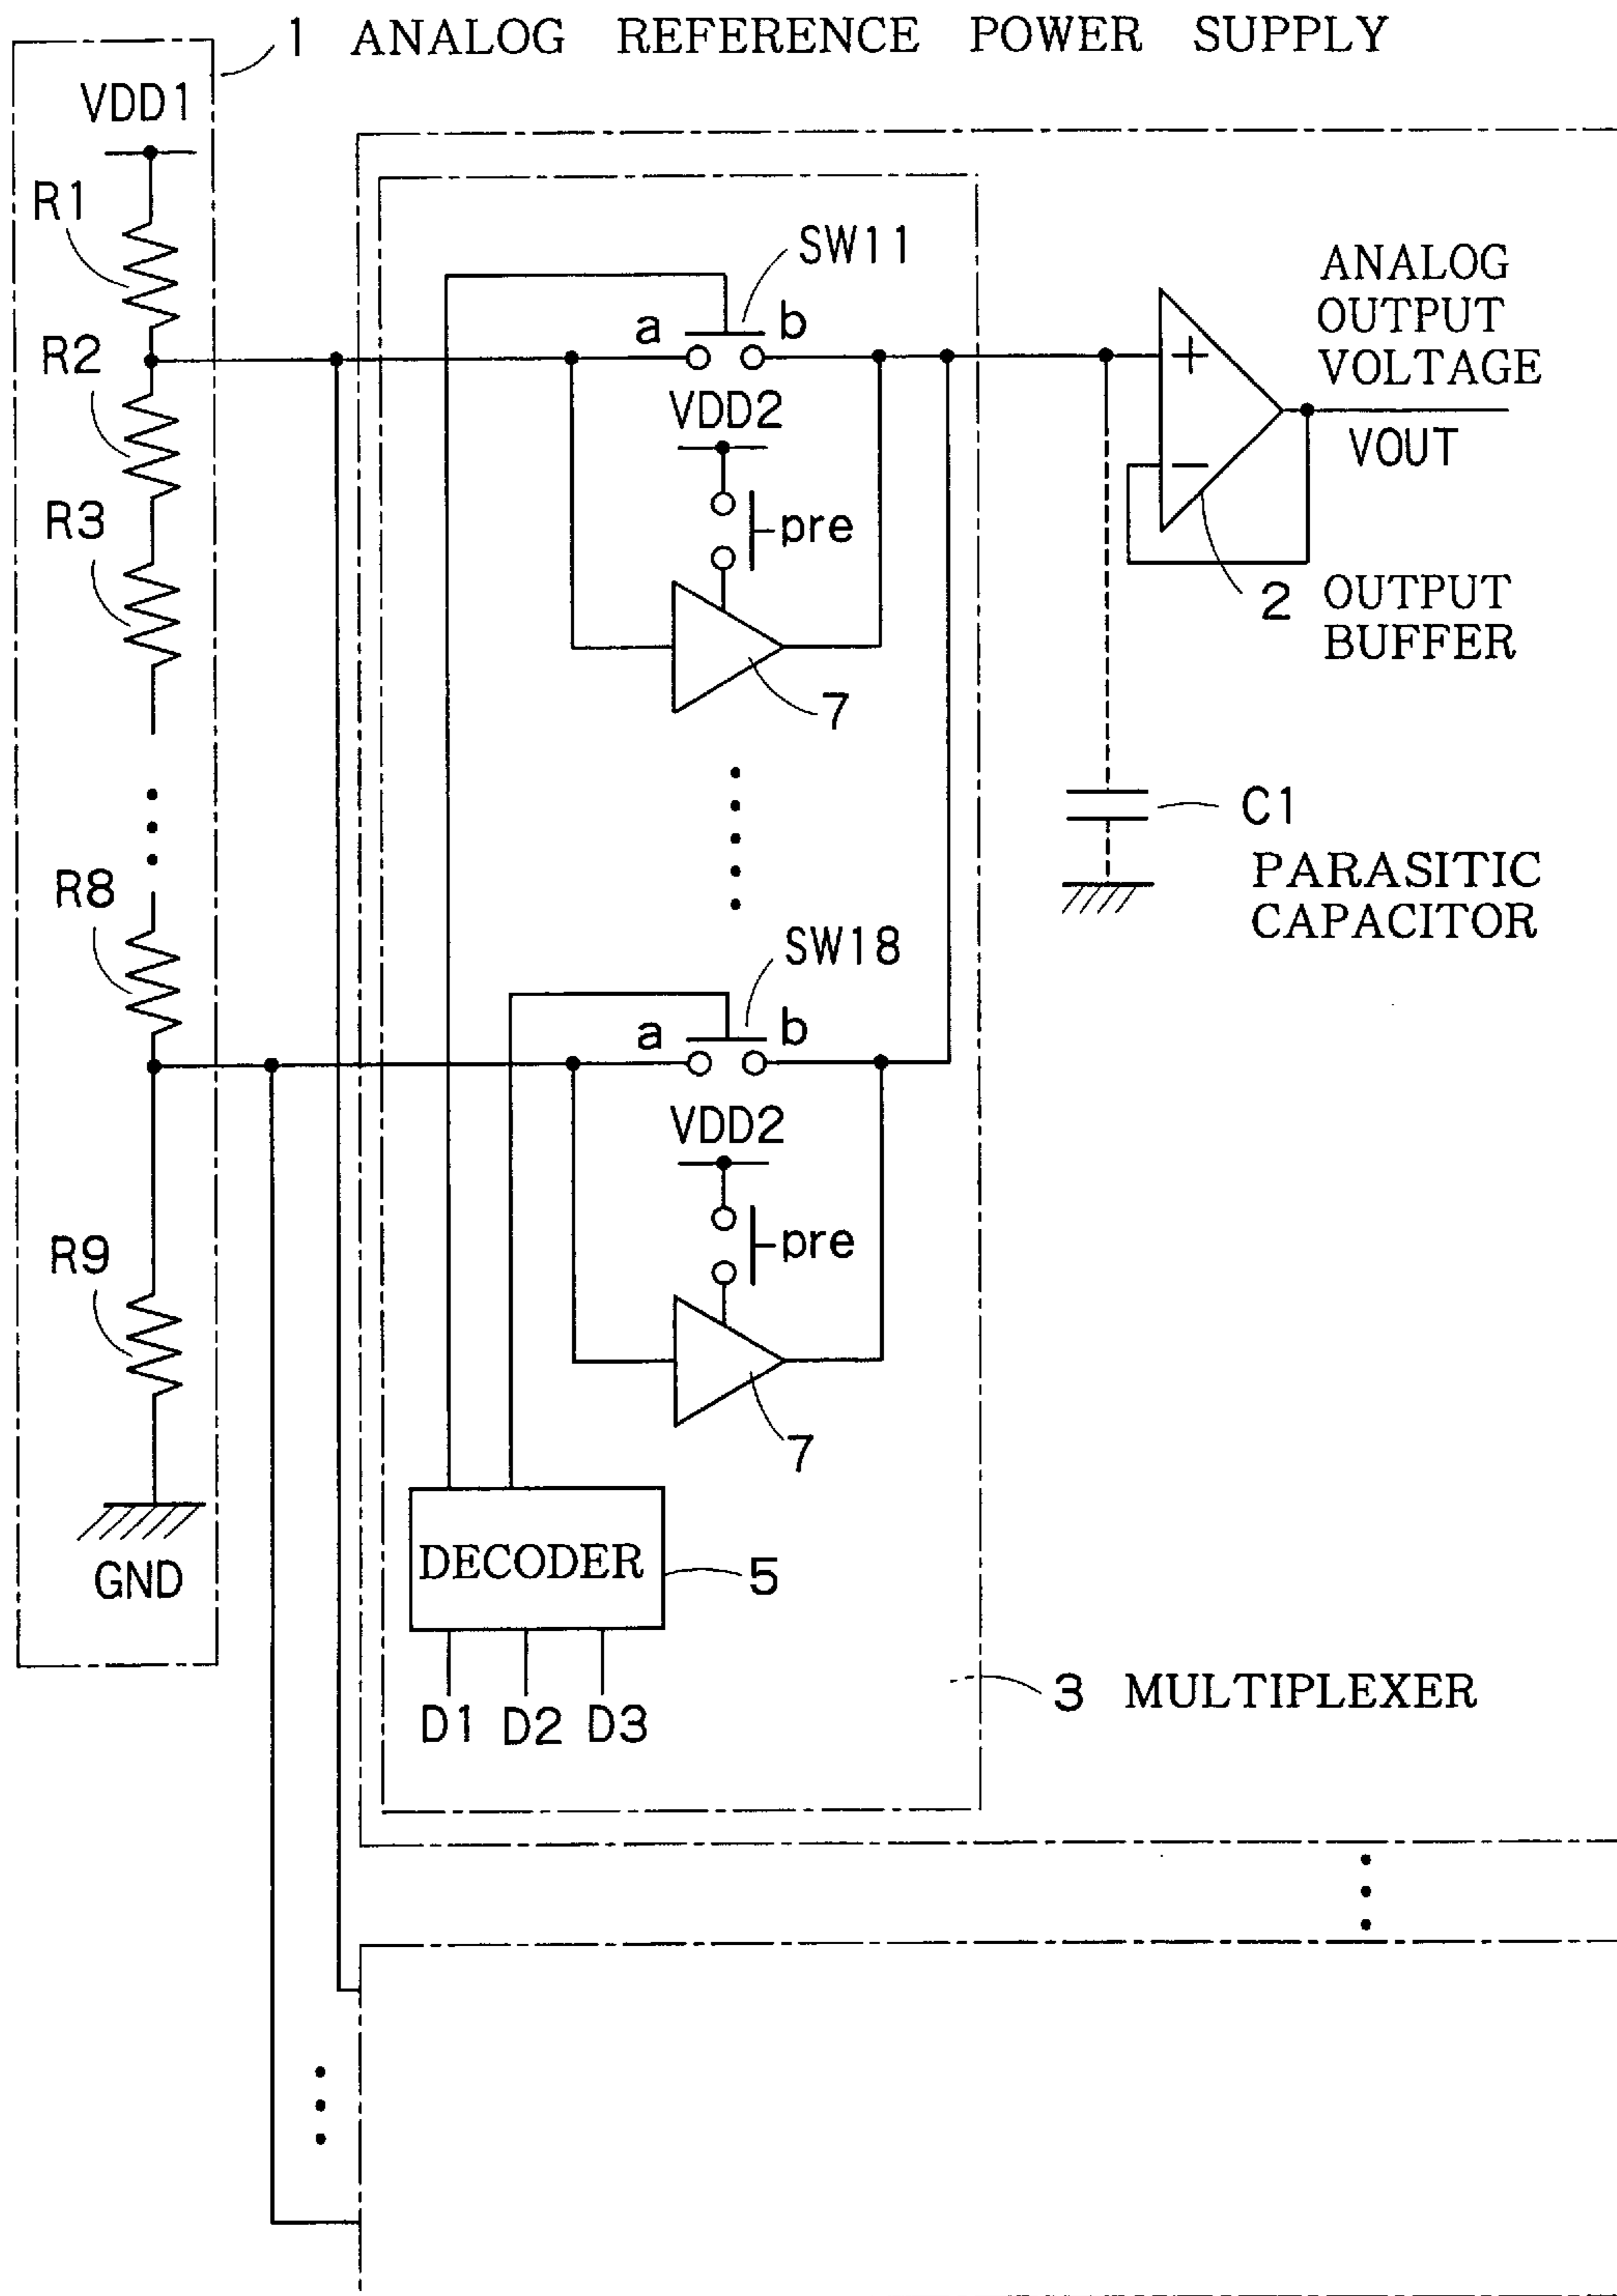 1 ANALOG REFERENCE POWER SUPPLY
VDD1
R1
R2
R3
R8
R9
GND
SW11
a b
VDD2
pre
7
SW18
a b
VDD2
pre
7
DECODER
5
D1 D2 D3
3 MULTIPLEXER
ANALOG
OUTPUT
VOLTAGE
VOUT
+
−
2 OUTPUT
BUFFER
C1
PARASITIC
CAPACITOR